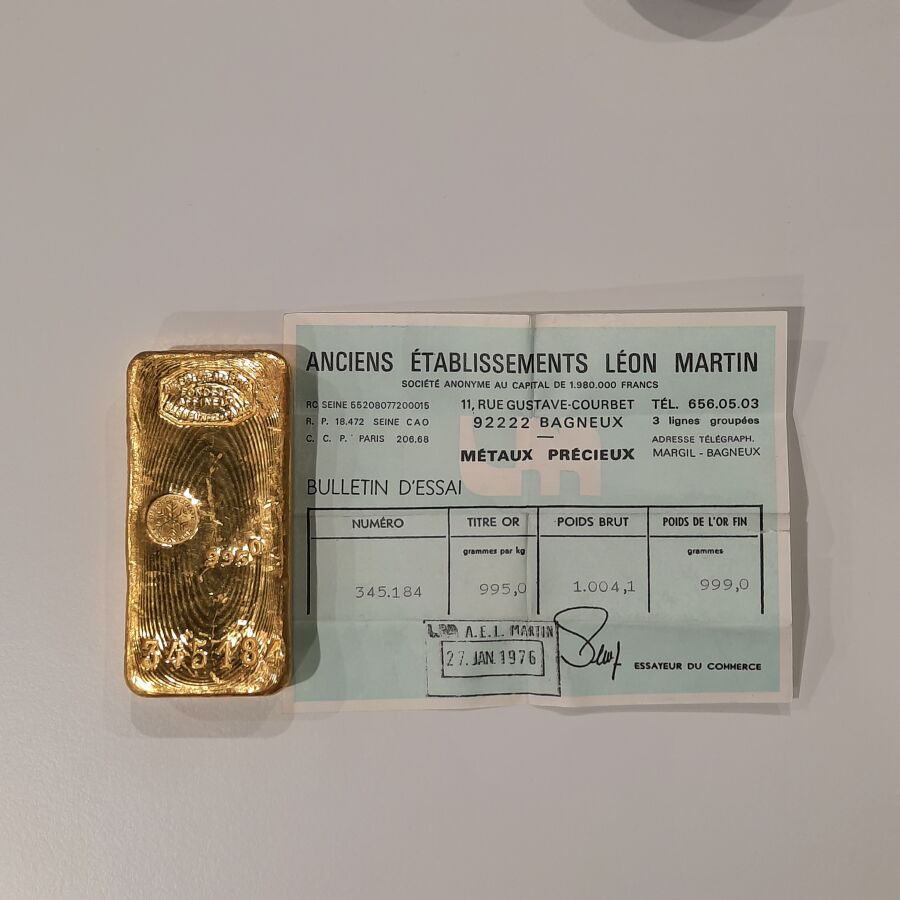 FONDEUR
AFFINEUR
9950
345184
ANCIENS ÉTABLISSEMENTS LÉON MARTIN
SOCIÉTÉ ANONYME AU CAPITAL DE 1.980.000 FRANCS
RC SEINE 55208077200015
R. P. 18.472 SEINE CAO
C. C. P. PARIS 206.68
11, RUE GUSTAVE-COURBET
92222 BAGNEUX
MÉTAUX PRÉCIEUX
TÉL. 656.05.03
3 lignes groupées
ADRESSE TÉLÉGRAPH.
MARGIL - BAGNEUX
BULLETIN D'ESSAI
NUMÉRO TITRE OR POIDS BRUT POIDS DE L'OR FIN
grammes par kg grammes
345.184 995,0 1.004,1 999,0
A.E.L. MARTIN
27. JAN. 1976
ESSAYEUR DU COMMERCE